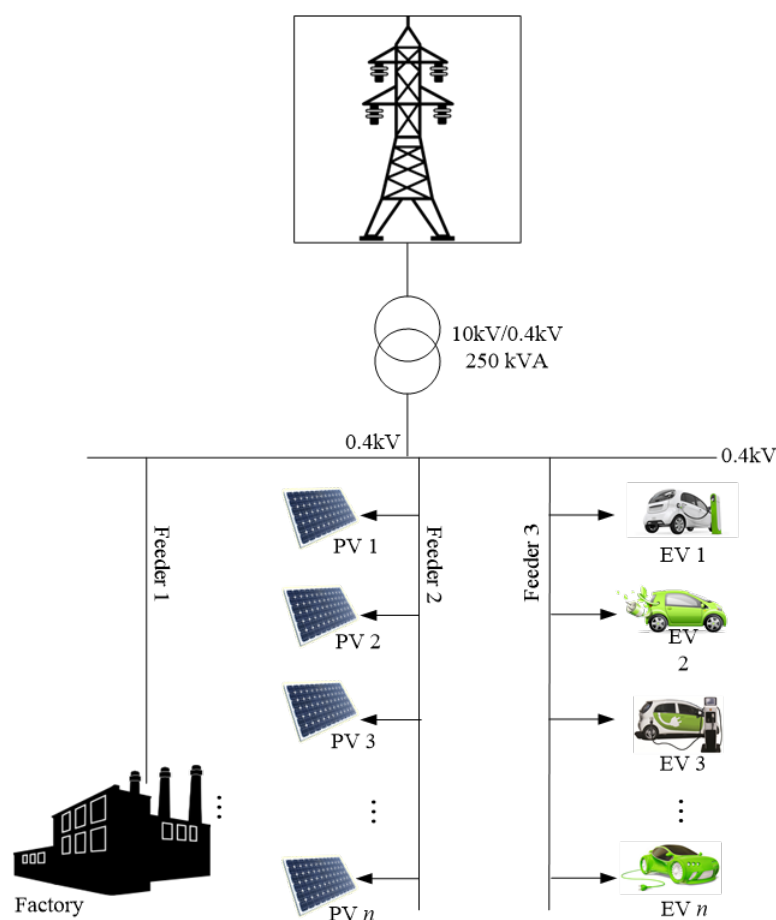 10kV/0.4kV
250 kVA
0.4kV
0.4kV
Feeder 1
Feeder 2
Feeder 3
PV 1
EV 1
PV 2
EV
2
PV 3
EV 3
...
...
...
Factory
PV n
EV n